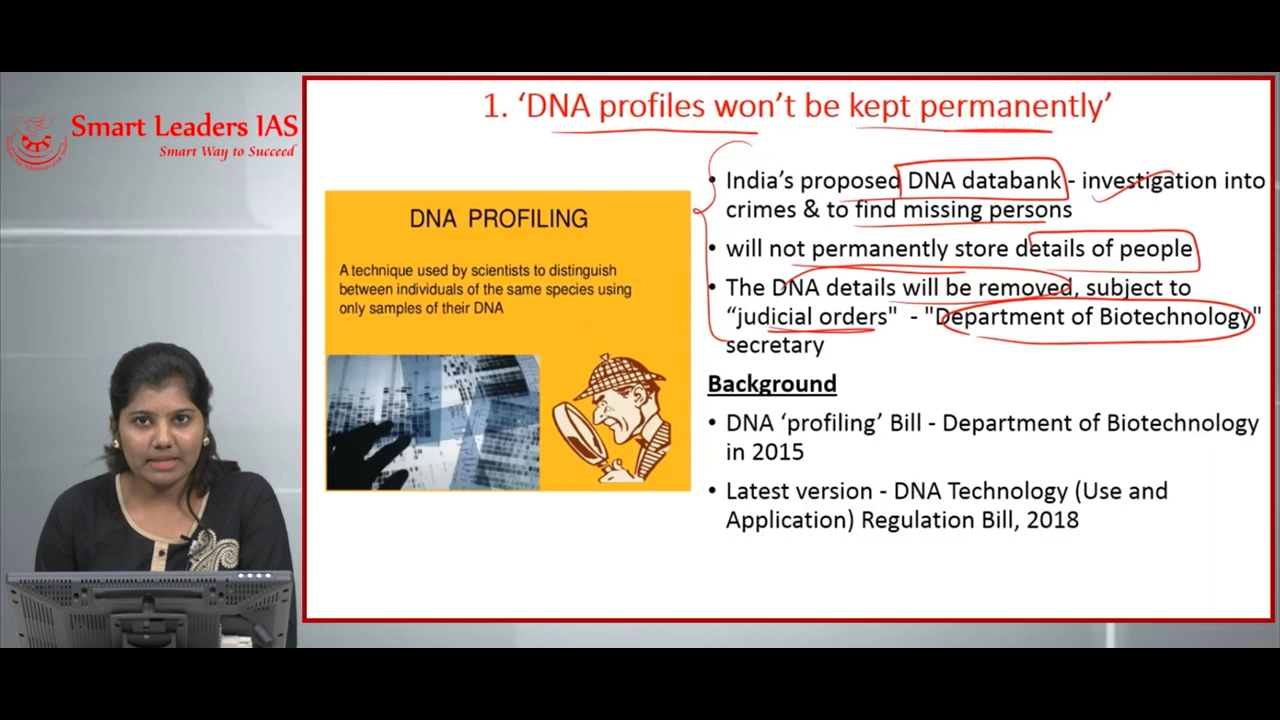 Smart Leaders IAS
Smart Way to Succeed
1. ‘DNA profiles won’t be kept permanently’
DNA PROFILING
A technique used by scientists to distinguish
between individuals of the same species using
only samples of their DNA
• India’s proposed DNA databank - investigation into
crimes & to find missing persons
• will not permanently store details of people
• The DNA details will be removed, subject to
“judicial orders" - "Department of Biotechnology"
secretary
Background
• DNA ‘profiling’ Bill - Department of Biotechnology
in 2015
• Latest version - DNA Technology (Use and
Application) Regulation Bill, 2018